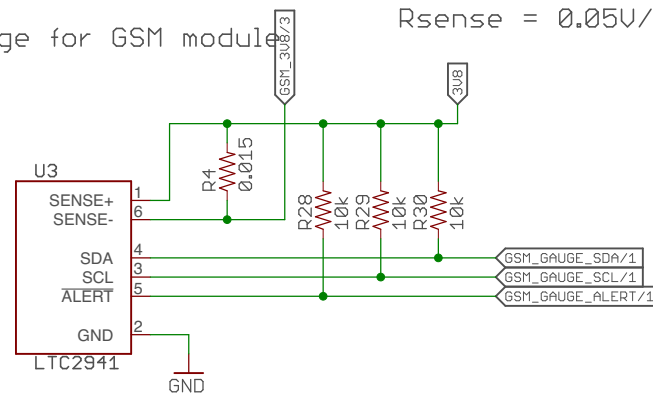 ge for GSM module
Rsense = 0.05V/
GSM_3V8/3
3V8
U3
R4
0.015
R28
10k
R29
10k
R30
10k
SENSE+
1
SENSE-
6
SDA
4
SCL
3
ALERT
5
GND
2
LTC2941
GND
GSM_GAUGE_SDA/1
GSM_GAUGE_SCL/1
GSM_GAUGE_ALERT/1